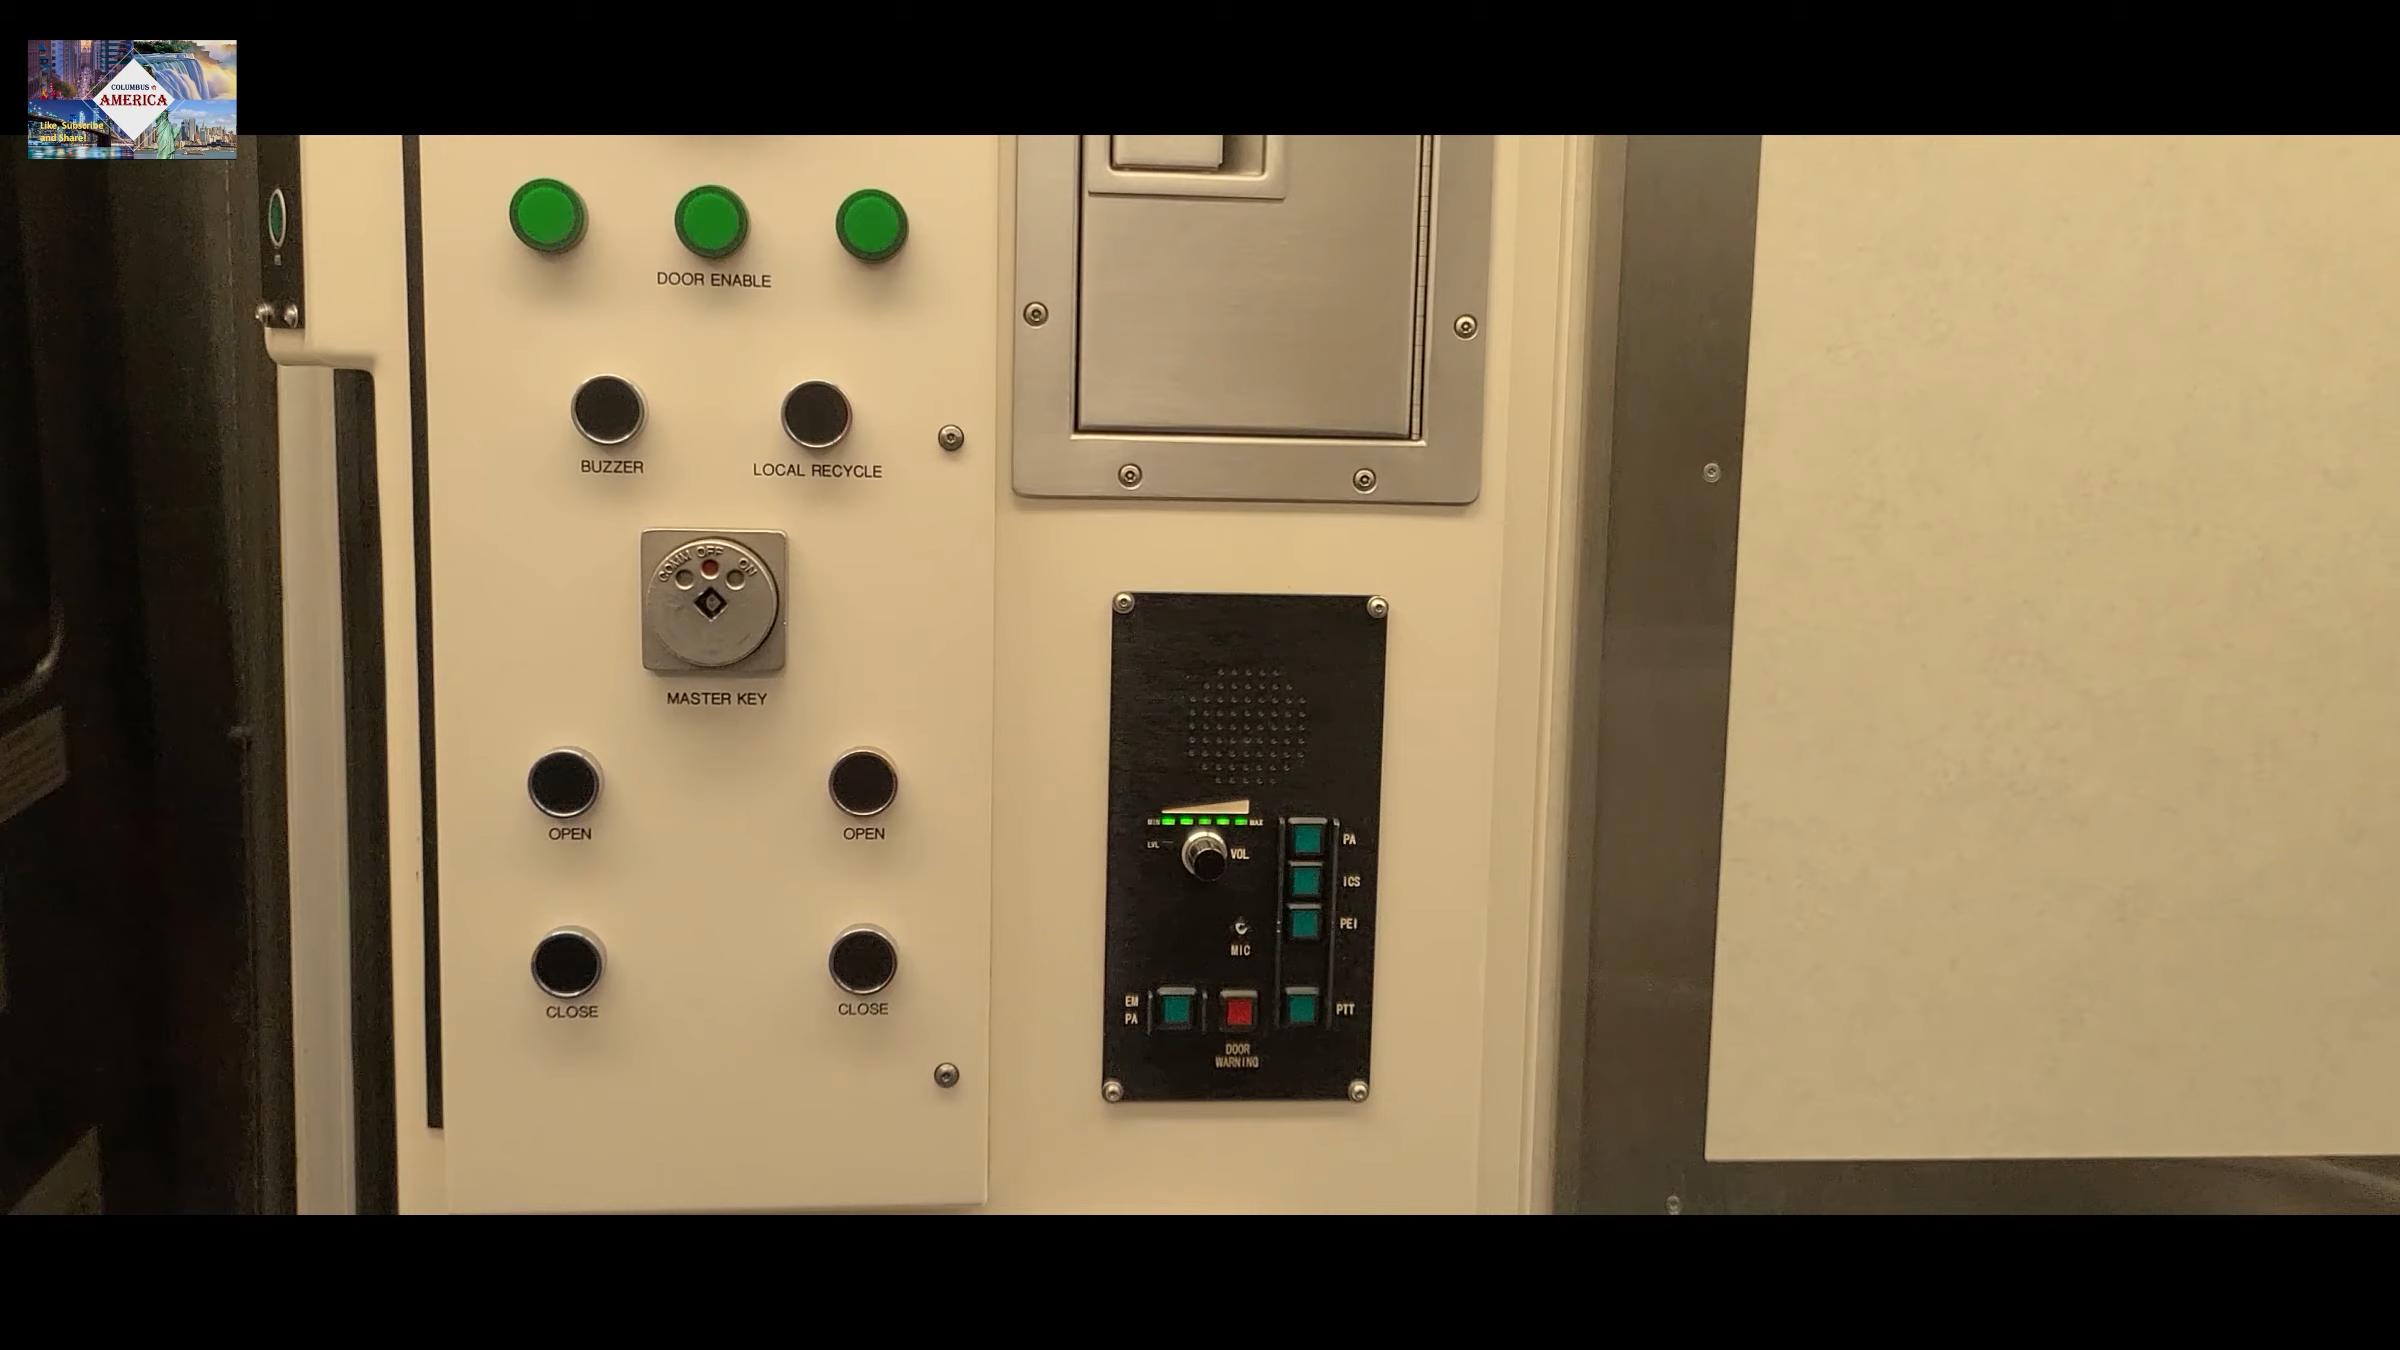 COLUMBUS
AMERICA
Like, Subscribe
and Share!
DOOR ENABLE
BUZZER
LOCAL RECYCLE
COMM OFF ON
MASTER KEY
OPEN
OPEN
CLOSE
CLOSE
MIN
MAX
LVL
VOL
PA
ICS
PEI
MIC
EM
PA
PTT
DOOR
WARNING